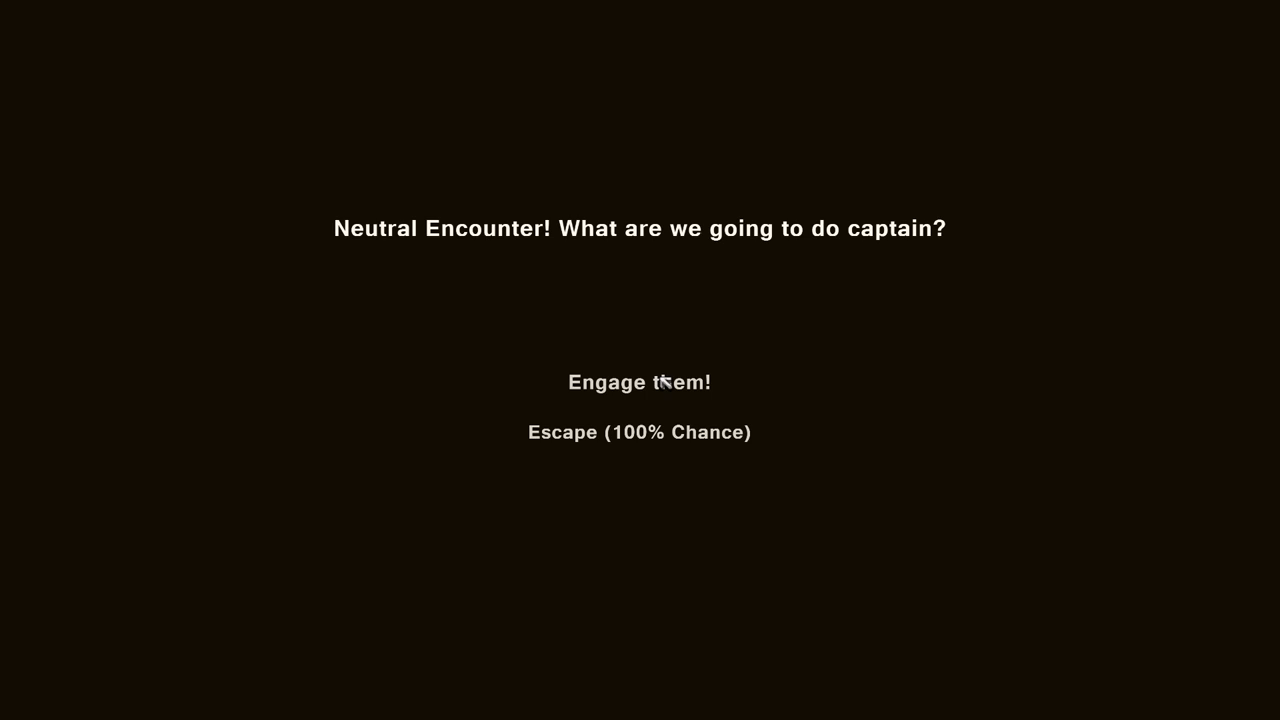 Neutral Encounter! What are we going to do captain?
Engage them!
Escape (100% Chance)